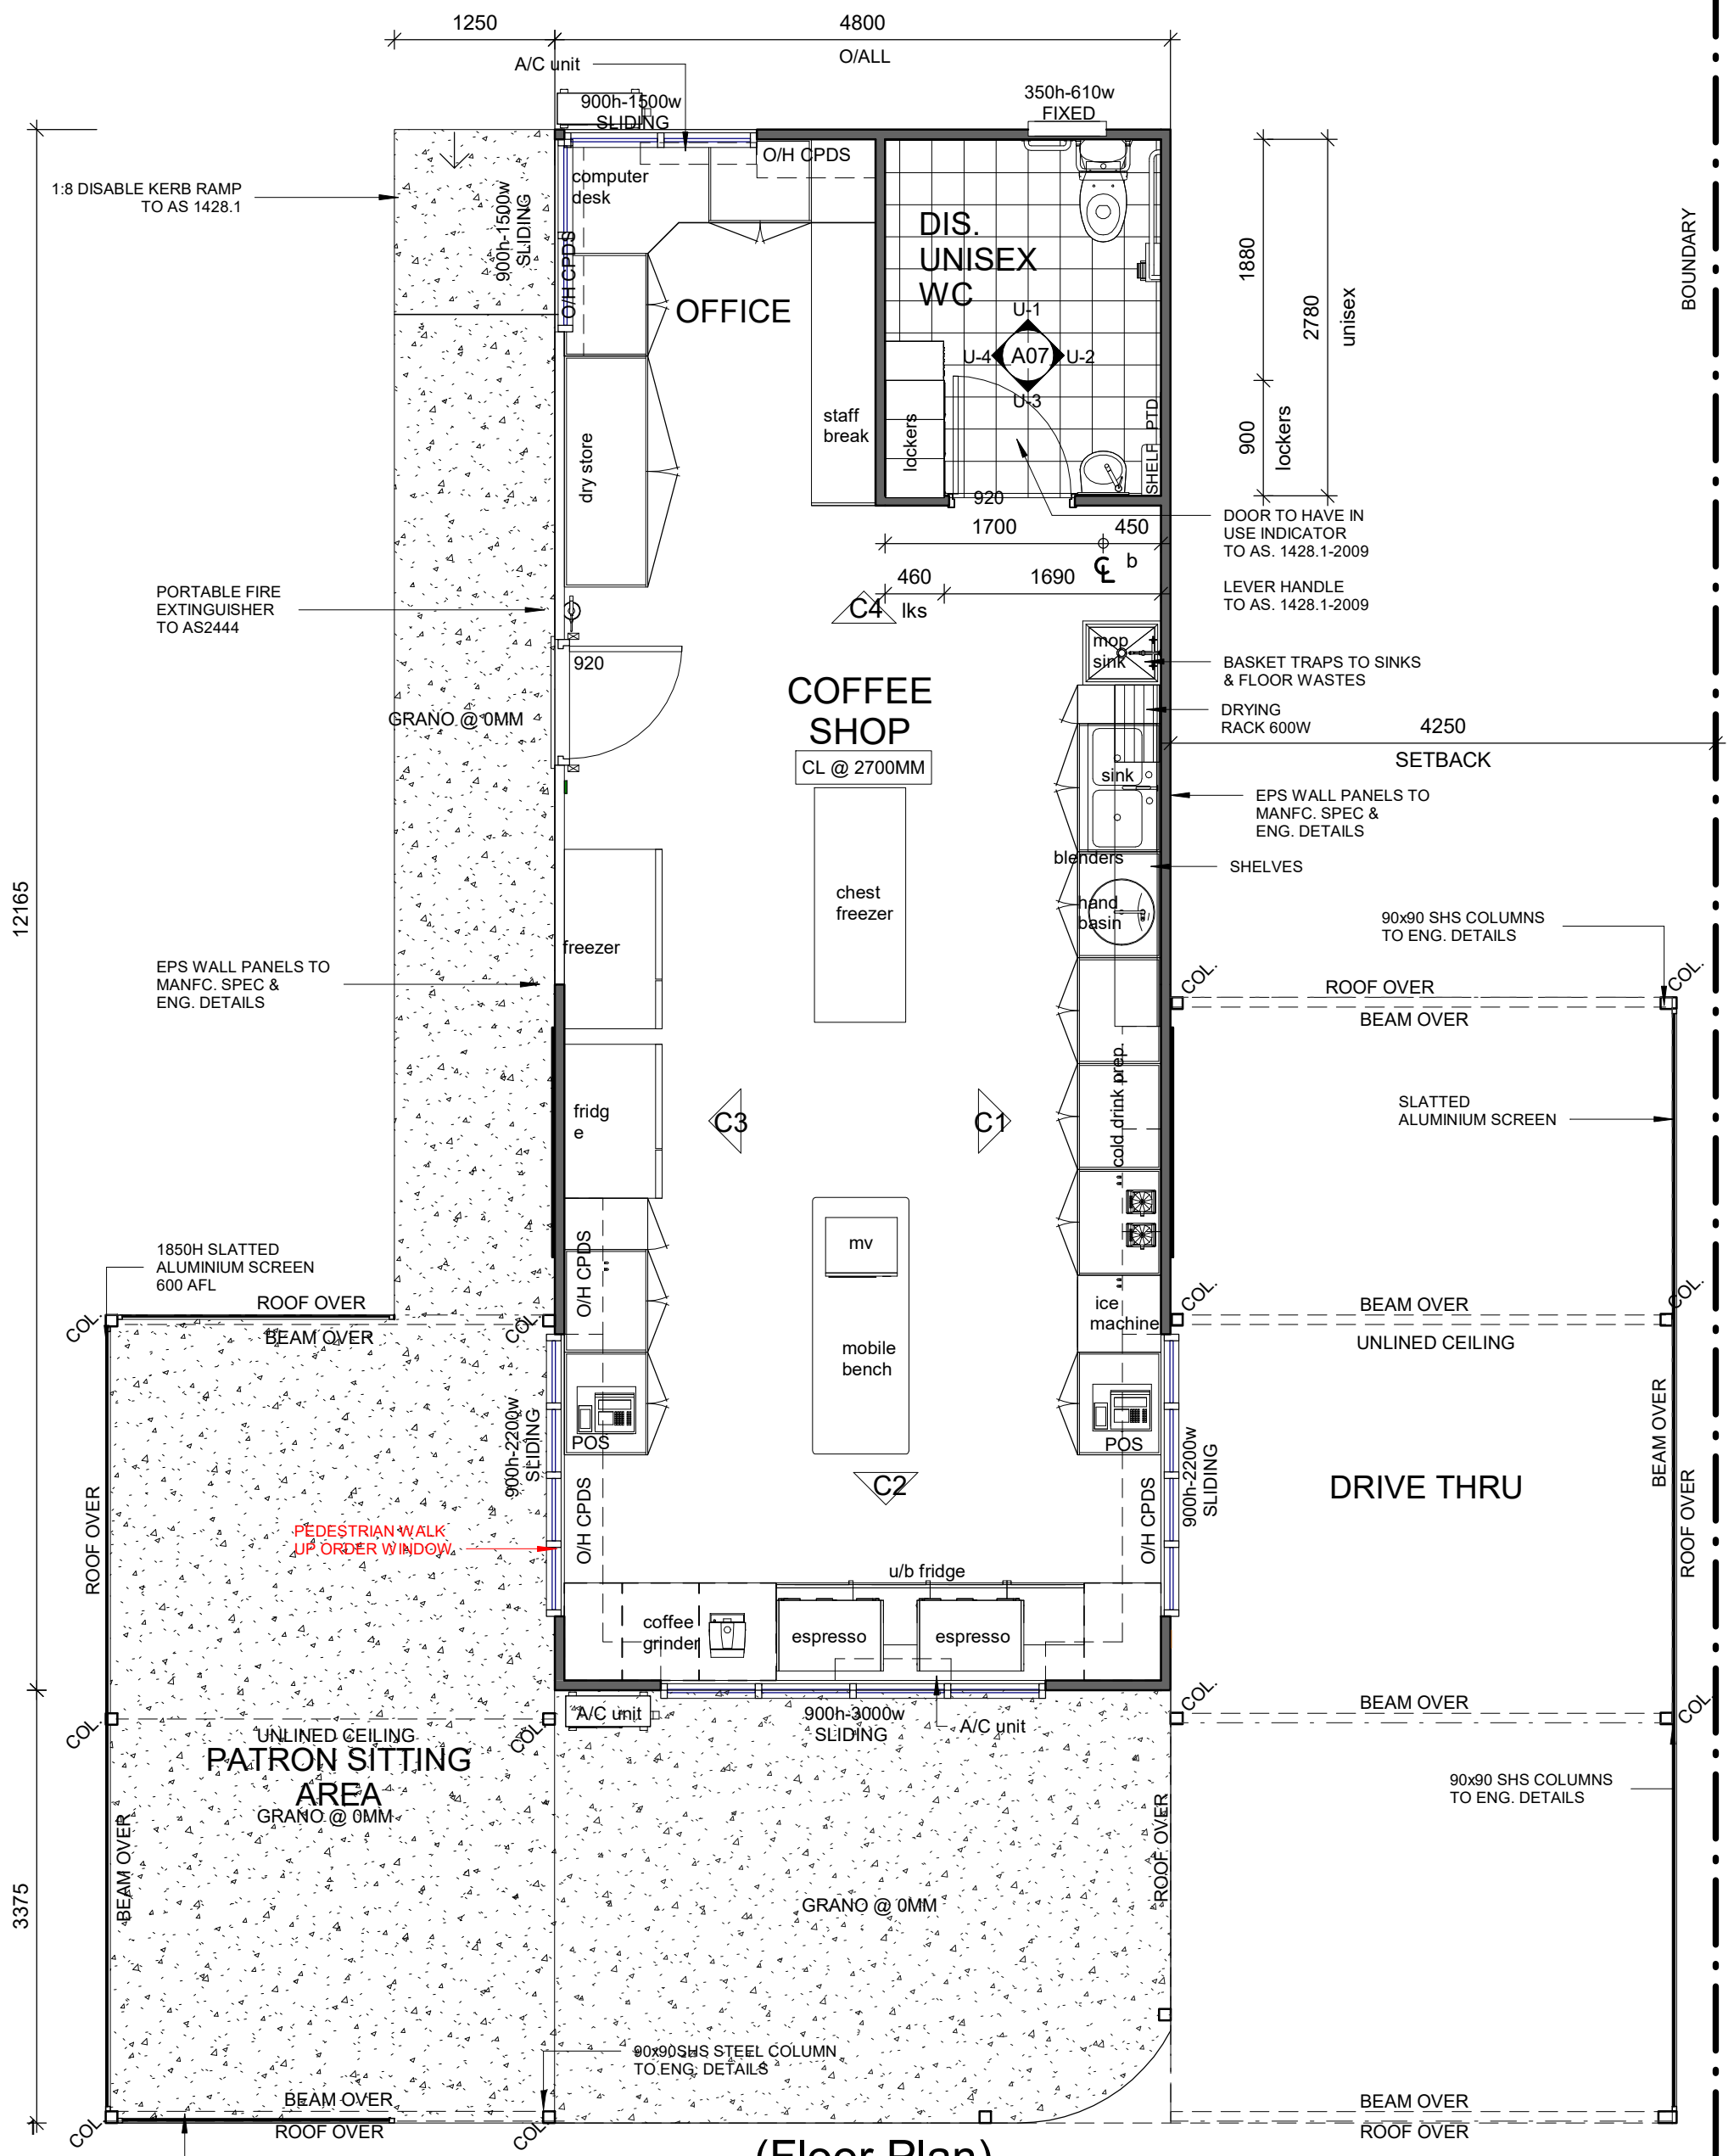 1250
4800
O/ALL
A/C unit
900h-1500w
SLIDING
350h-610w
FIXED
O/H CPDS
computer
desk
1:8 DISABLE KERB RAMP
TO AS 1428.1
900h-1500w
SLIDING
O/H CPDS
OFFICE
DIS.
UNISEX
WC
U-1
U-4
A07
U-2
U-3
1880
2780
unisex
BOUNDARY
900
lockers
dry store
staff
break
lockers
SHELF
PTD
920
1700
450
b
460
1690
lks
C4
DOOR TO HAVE IN
USE INDICATOR
TO AS. 1428.1-2009
LEVER HANDLE
TO AS. 1428.1-2009
PORTABLE FIRE
EXTINGUISHER
TO AS2444
920
GRANO @ 0MM
COFFEE
SHOP
CL @ 2700MM
mop
sink
BASKET TRAPS TO SINKS
& FLOOR WASTES
DRYING
RACK 600W
4250
SETBACK
sink
EPS WALL PANELS TO
MANFC. SPEC &
ENG. DETAILS
blenders
SHELVES
hand
basin
chest
freezer
freezer
12165
EPS WALL PANELS TO
MANFC. SPEC &
ENG. DETAILS
90x90 SHS COLUMNS
TO ENG. DETAILS
COL.
COL.
ROOF OVER
BEAM OVER
fridg
e
C3
C1
cold drink prep.
SLATTED
ALUMINIUM SCREEN
1850H SLATTED
ALUMINIUM SCREEN
600 AFL
O/H CPDS
mv
ice
machine
COL.
ROOF OVER
BEAM OVER
COL.
COL.
BEAM OVER
COL.
UNLINED CEILING
mobile
bench
POS
POS
900h-2200w
SLIDING
900h-2200w
SLIDING
BEAM OVER
C2
DRIVE THRU
ROOF OVER
PEDESTRIAN WALK
UP ORDER WINDOW
O/H CPDS
O/H CPDS
ROOF OVER
u/b fridge
coffee
grinder
espresso
espresso
A/C unit
900h-3000w
SLIDING
A/C unit
COL.
BEAM OVER
COL.
COL.
COL.
UNLINED CEILING
PATRON SITTING
AREA
GRANO @ 0MM
90x90 SHS COLUMNS
TO ENG. DETAILS
BEAM OVER
ROOF OVER
3375
GRANO @ 0MM
90x90SHS STEEL COLUMN
TO ENG. DETAILS
COL.
BEAM OVER
ROOF OVER
COL.
BEAM OVER
ROOF OVER
(Floor Plan)